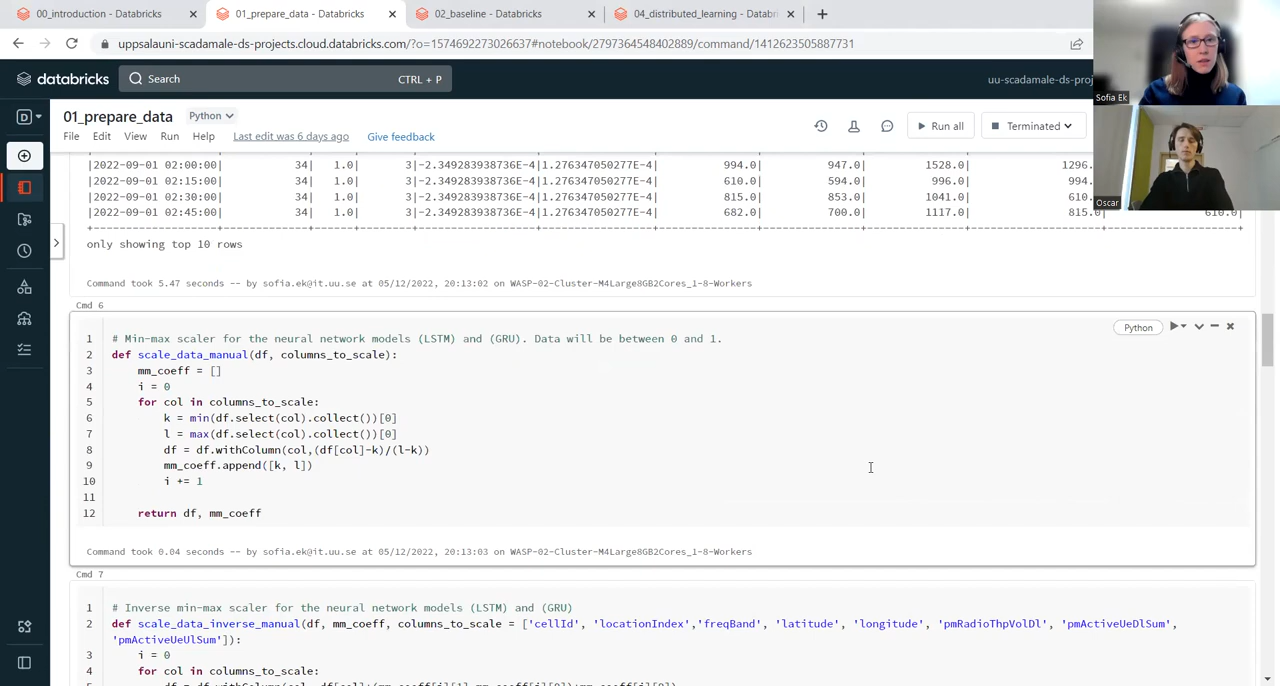 00_introduction - Databricks
01_prepare_data - Databricks
02_baseline - Databricks
04_distributed_learning - Databri
uppsalauni-scadamale-ds-projects.cloud.databricks.com/?o=1574692273026637#notebook/2797364548402889/command/1412623505887731
databricks
Search
CTRL + P
uu-scadamale-ds-proj
Sofia Ek
Oscar
D
01_prepare_data
Python
File
Edit
View
Run
Help
Last edit was 6 days ago
Give feedback
Run all
Terminated
|2022-09-01 02:00:00| 34| 1.0| 3|-2.349283938736E-4|1.276347050277E-4| 994.0| 947.0| 1528.0| 1296.
|2022-09-01 02:15:00| 34| 1.0| 3|-2.349283938736E-4|1.276347050277E-4| 610.0| 594.0| 996.0| 994.
|2022-09-01 02:30:00| 34| 1.0| 3|-2.349283938736E-4|1.276347050277E-4| 815.0| 853.0| 1041.0| 610.
|2022-09-01 02:45:00| 34| 1.0| 3|-2.349283938736E-4|1.276347050277E-4| 682.0| 700.0| 1117.0| 815.0| 610.0|
only showing top 10 rows
Command took 5.47 seconds -- by sofia.ek@it.uu.se at 05/12/2022, 20:13:02 on WASP-02-Cluster-M4Large8GB2Cores_1-8-Workers
Cmd 6
Python
1 # Min-max scaler for the neural network models (LSTM) and (GRU). Data will be between 0 and 1.
2 def scale_data_manual(df, columns_to_scale):
3 mm_coeff = []
4 i = 0
5 for col in columns_to_scale:
6 k = min(df.select(col).collect())[0]
7 l = max(df.select(col).collect())[0]
8 df = df.withColumn(col,(df[col]-k)/(l-k))
9 mm_coeff.append([k, l])
10 i += 1
11
12 return df, mm_coeff
Command took 0.04 seconds -- by sofia.ek@it.uu.se at 05/12/2022, 20:13:03 on WASP-02-Cluster-M4Large8GB2Cores_1-8-Workers
Cmd 7
1 # Inverse min-max scaler for the neural network models (LSTM) and (GRU)
2 def scale_data_inverse_manual(df, mm_coeff, columns_to_scale = ['cellId', 'locationIndex','freqBand', 'latitude', 'longitude', 'pmRadioThpVolDl', 'pmActiveUeDlSum',
'pmActiveUeUlSum']):
3 i = 0
4 for col in columns_to_scale: